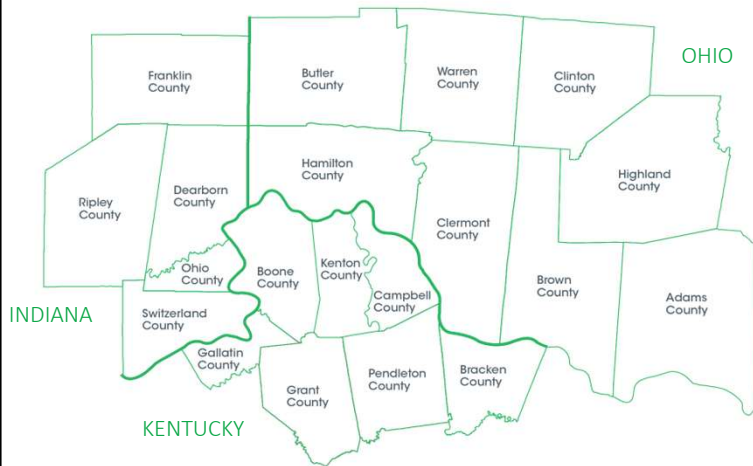 OHIO
Franklin
County
Butler
County
Warren
County
Clinton
County
Hamilton
County
Highland
County
Dearborn
County
Ripley
County
Clermont
County
Ohio
County
Boone
County
Kenton
County
Brown
County
Campbell
County
Adams
County
INDIANA
Switzerland
County
Gallatin
County
Grant
County
Pendleton
County
Bracken
County
KENTUCKY